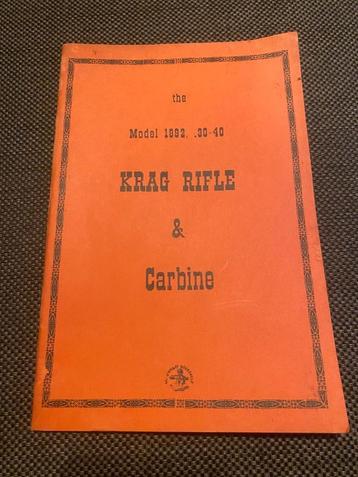 the
Model 1892, .30-40
KRAG RIFLE
&
Carbine